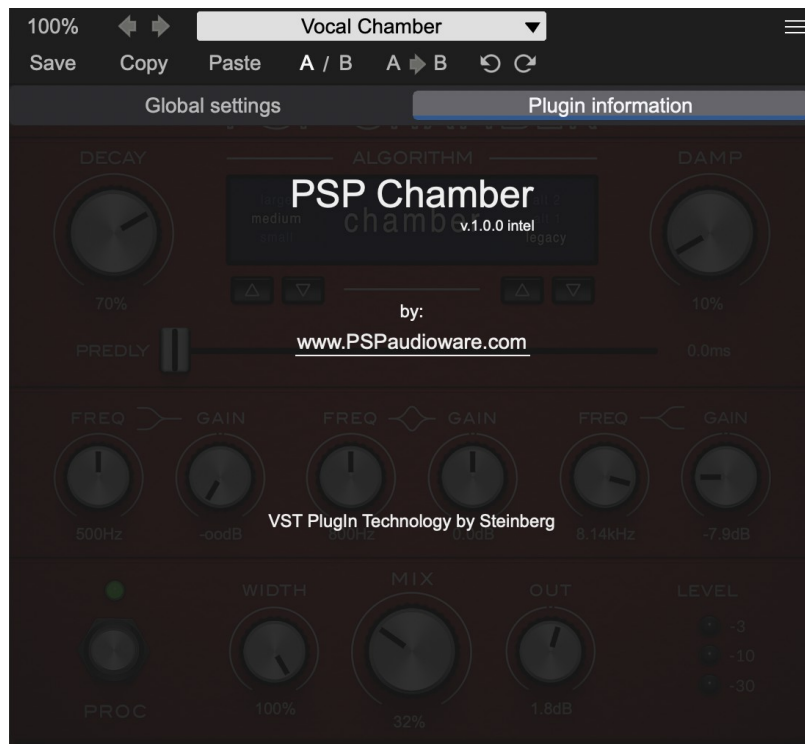 100% Vocal Chamber
Save Copy Paste A / B A B
Global settings Plugin information
PSP CHAMBER
DECAY ALGORITHM DAMP
PSP Chamber
medium chamber
v.1.0.0 intel
small legacy
70% 10%
by:
www.PSPaudioware.com
PREDLY 0.0ms
FREQ GAIN FREQ GAIN FREQ GAIN
VST PlugIn Technology by Steinberg
500Hz -oodB 800Hz 0.0dB 8.14kHz -7.9dB
WIDTH MIX OUT LEVEL
-3
-10
-30
PROC 100% 32% 1.8dB